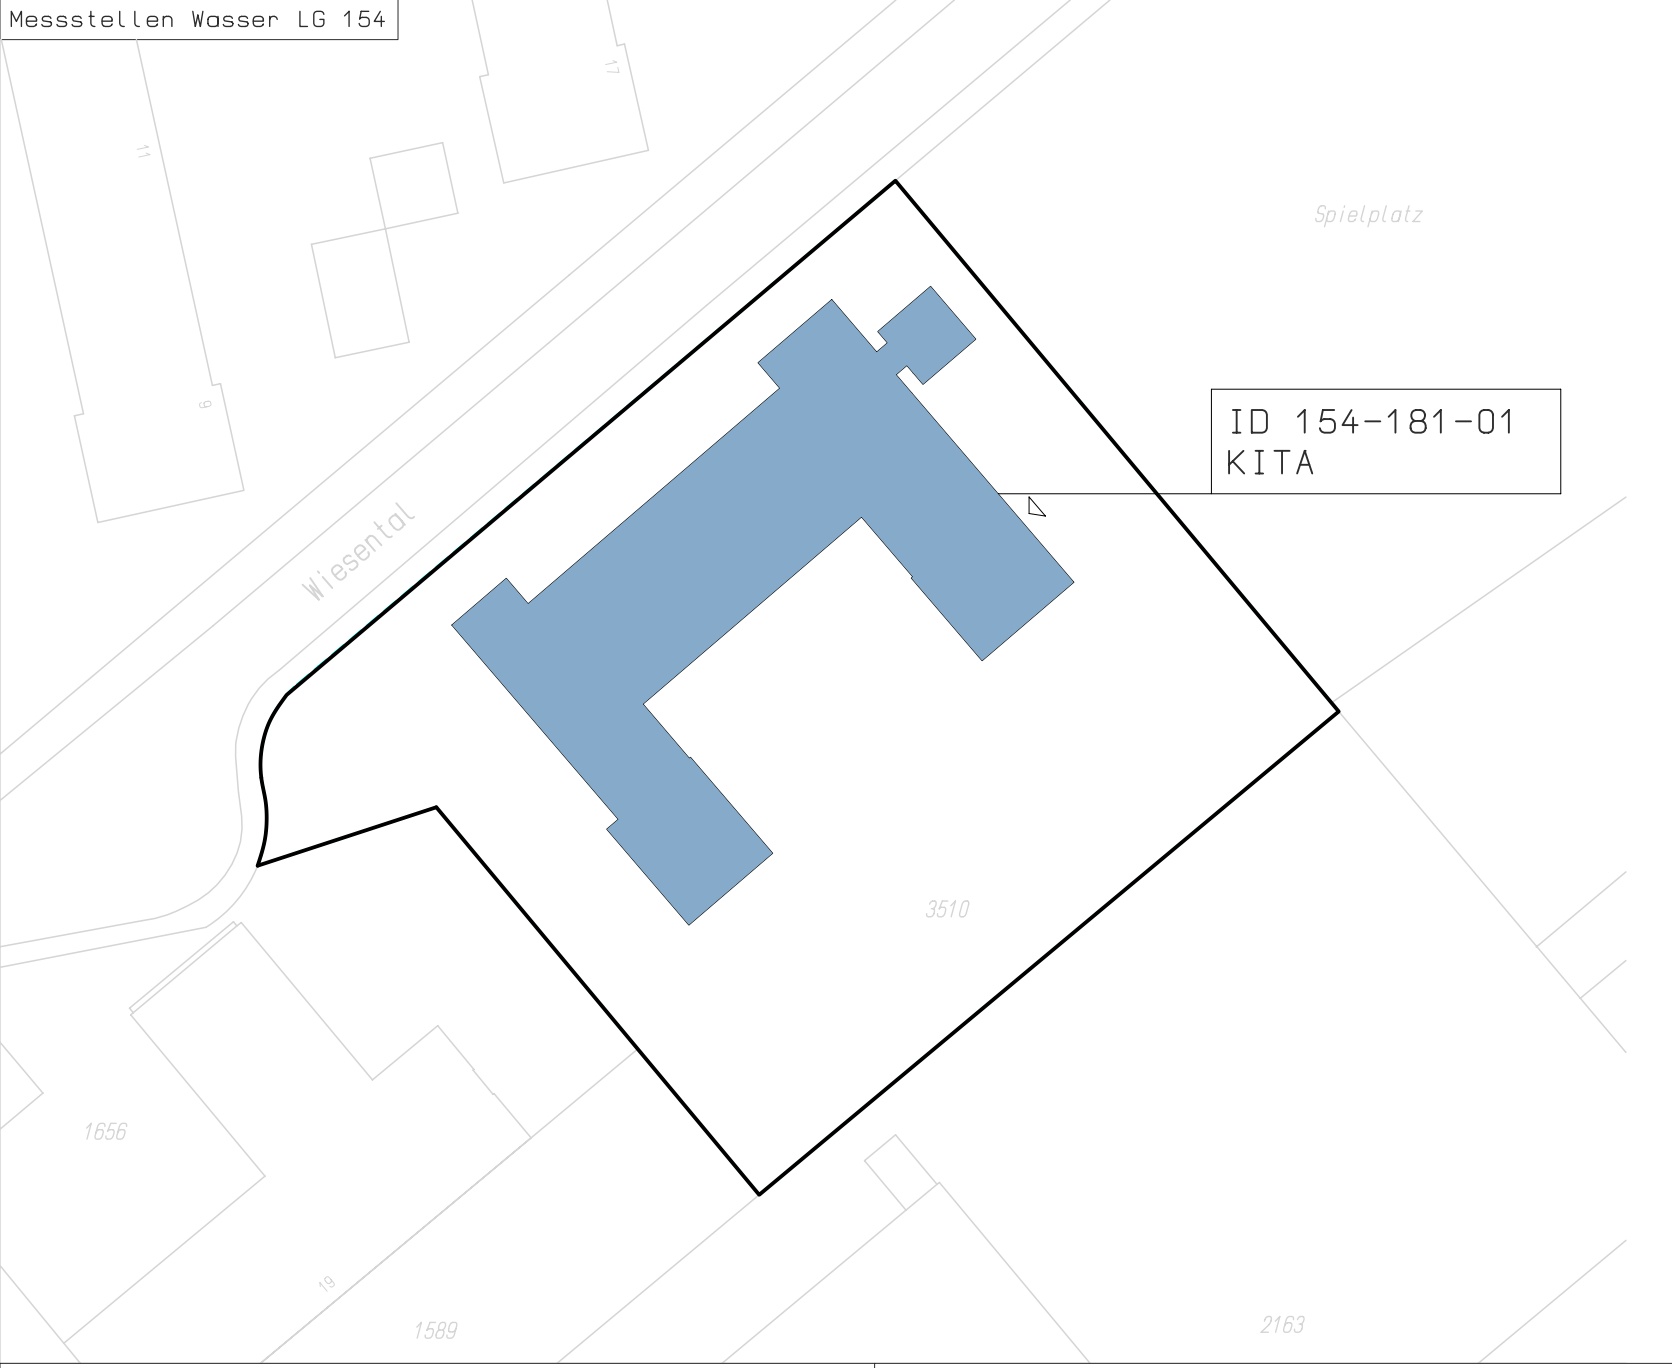 Messstellen Wasser LG 154
17
11
Spielplatz
9
ID 154-181-01
KITA
Wiesental
3510
1656
19
1589
2163